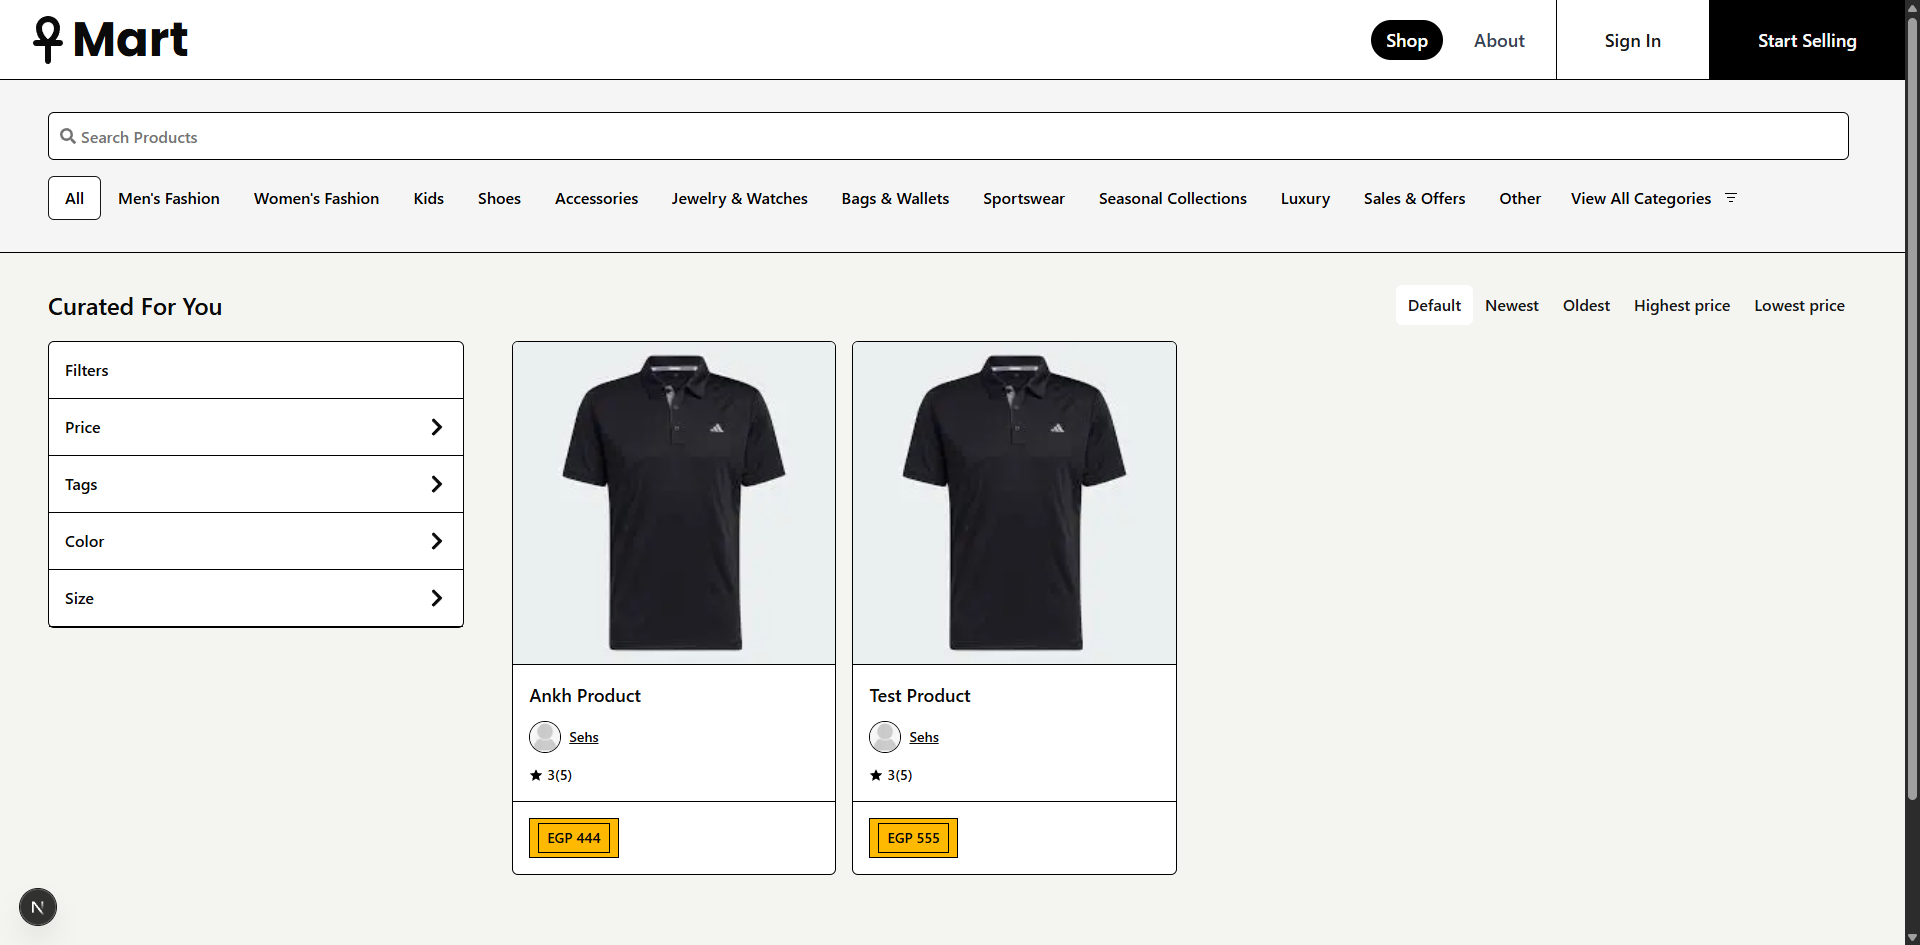 Mart
Shop About Sign In Start Selling
Search Products
All Men's Fashion Women's Fashion Kids Shoes Accessories Jewelry & Watches Bags & Wallets Sportswear Seasonal Collections Luxury Sales & Offers Other View All Categories
Curated For You
Default Newest Oldest Highest price Lowest price
Filters
Price
Tags
Color
Size
Ankh Product
Sehs
3(5)
EGP 444
Test Product
Sehs
3(5)
EGP 555
N